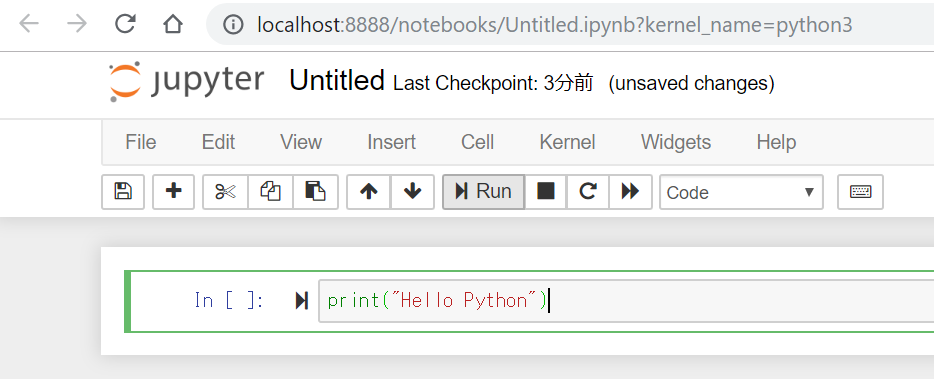 localhost:8888/notebooks/Untitled.ipynb?kernel_name=python3
jupyter Untitled Last Checkpoint: 3分前 (unsaved changes)
File Edit View Insert Cell Kernel Widgets Help
Run Code
In [ ]: print("Hello Python")